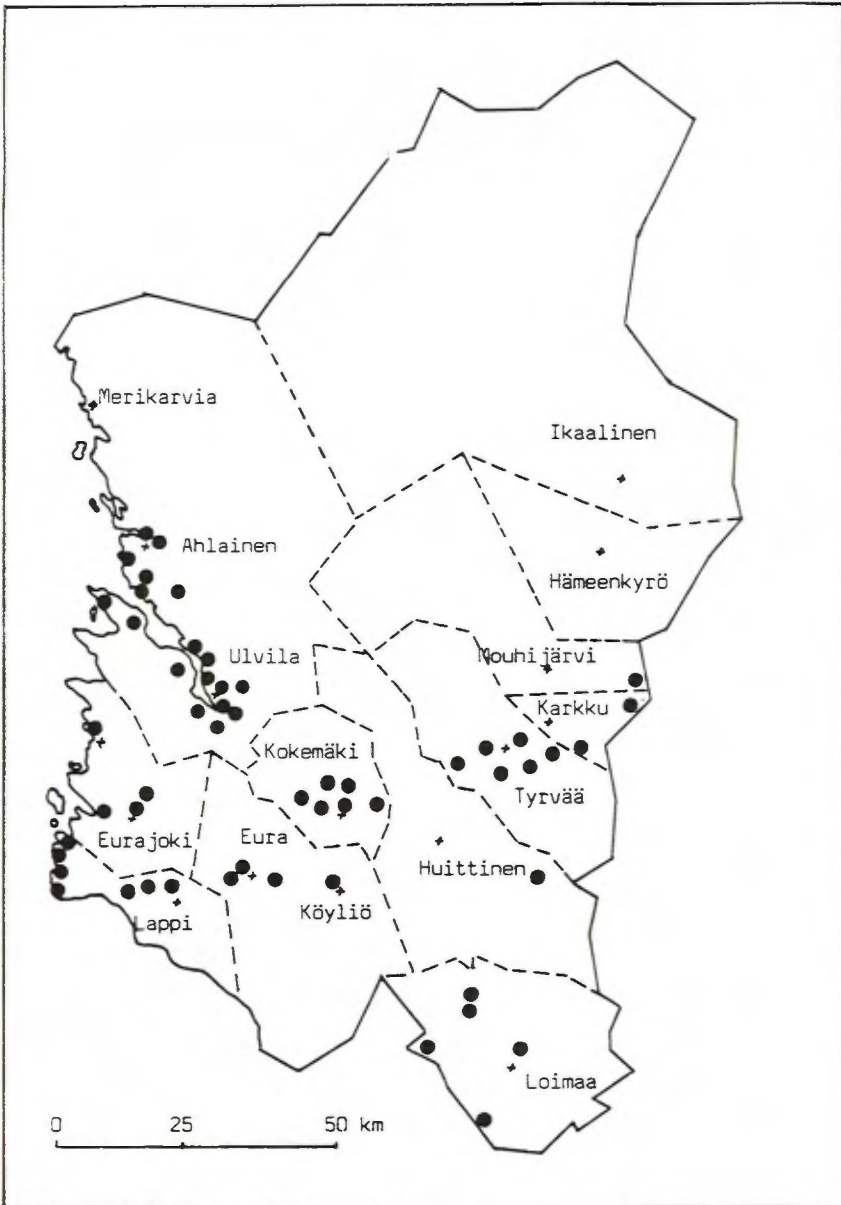 Merikarvia
Ikaalinen
Ahlainen
Hämeenkyrö
Ulvila
Mouhijärvi
Karkku
Kokemäki
Tyrvää
Eurajoki
Eura
Huittinen
Lappi
Köyliö
Loimaa
0 25 50 km